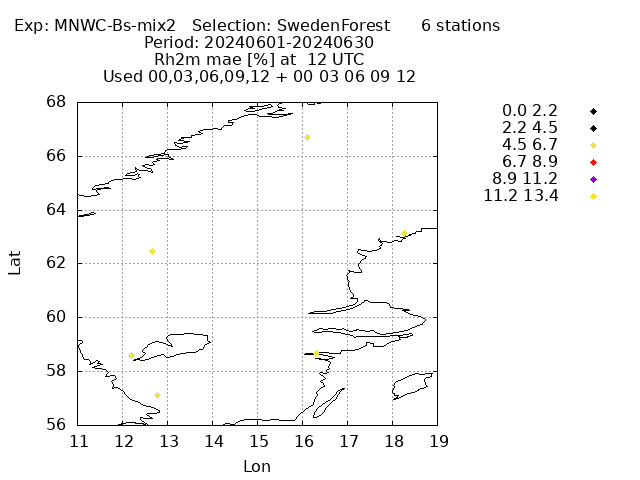 Exp: MNWC-Bs-mix2 Selection: SwedenForest 6 stations
Period: 20240601-20240630
Rh2m mae [%] at 12 UTC
Used 00,03,06,09,12 + 00 03 06 09 12
0.0 2.2
2.2 4.5
4.5 6.7
6.7 8.9
8.9 11.2
11.2 13.4
68
66
64
62
60
58
56
Lat
11 12 13 14 15 16 17 18 19
Lon